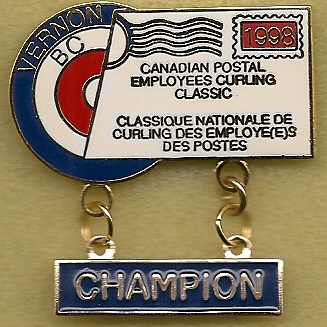 VERNON
BC
1998
CANADIAN POSTAL
EMPLOYEES CURLING
CLASSIC
CLASSIQUE NATIONALE DE
CURLING DES EMPLOYE(E)S
DES POSTES
CHAMPION